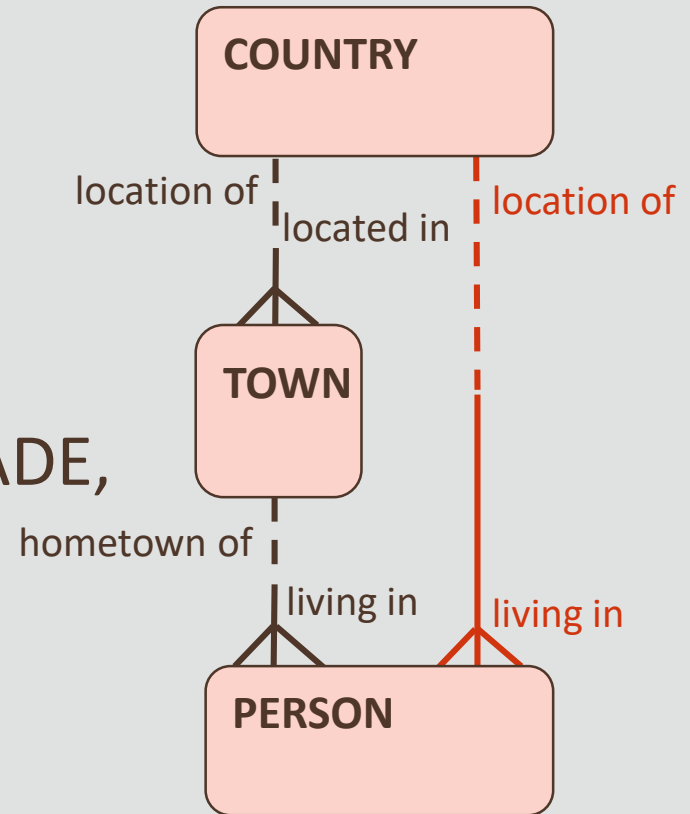 COUNTRY
location of
located in
location of
TOWN
ADE,
hometown of
living in
living in
PERSON